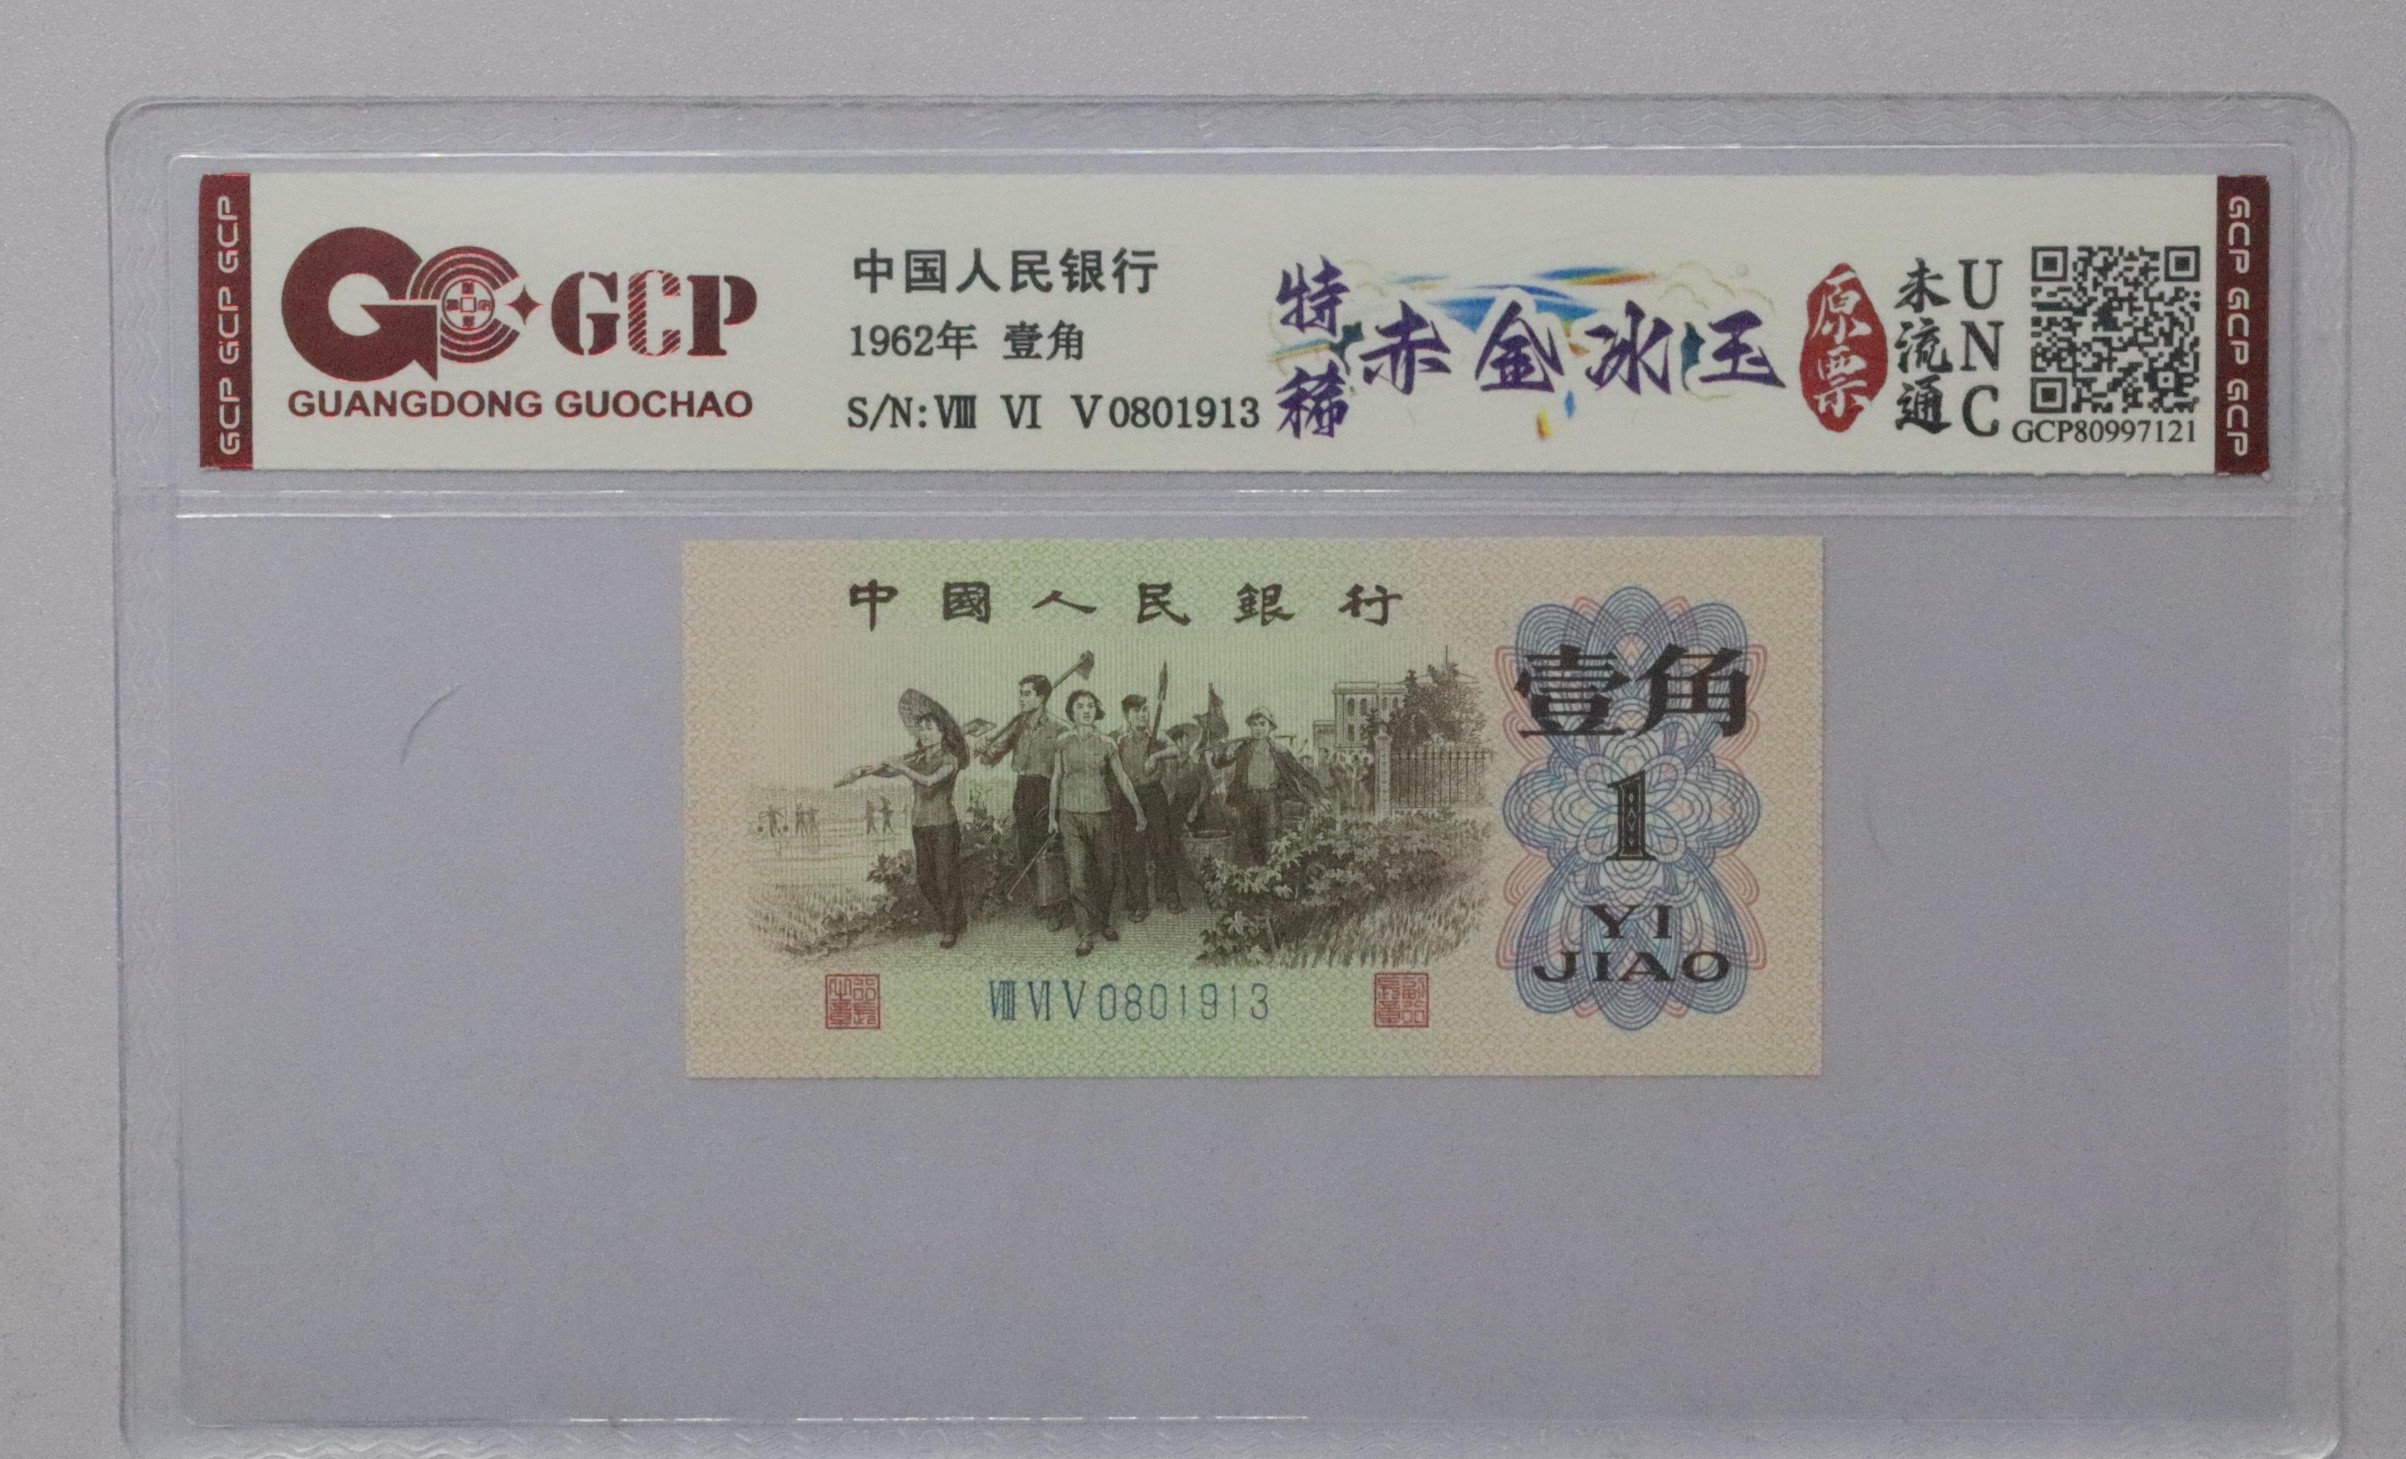 GCP GCP GCP
GCP
GUANGDONG GUOCHAO
中国人民银行
1962年 壹角
S/N:Ⅷ Ⅵ Ⅴ0801913
特稀
赤金冰玉
原票
未流通
UNC
GCP80997121
GCP GCP GCP
中國人民銀行
壹角
1
YI
JIAO
ⅧⅥⅤ0801913